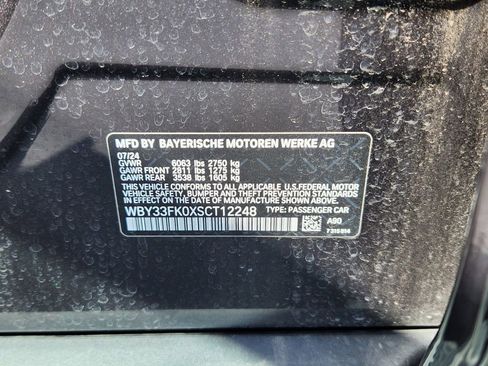 MFD BY BAYERISCHE MOTOREN WERKE AG
07/24
GVWR 6063 lbs 2750 kg
GAWR FRONT 2811 lbs 1275 kg
GAWR REAR 3538 lbs 1605 kg
THIS VEHICLE CONFORMS TO ALL APPLICABLE
U.S. FEDERAL MOTOR
VEHICLE SAFETY, BUMPER AND THEFT PREVENTION STANDARDS
IN EFFECT ON THE DATE OF MANUFACTURE SHOWN ABOVE.
WBY33FK0XSCT12248 TYPE: PASSENGER CAR
A90